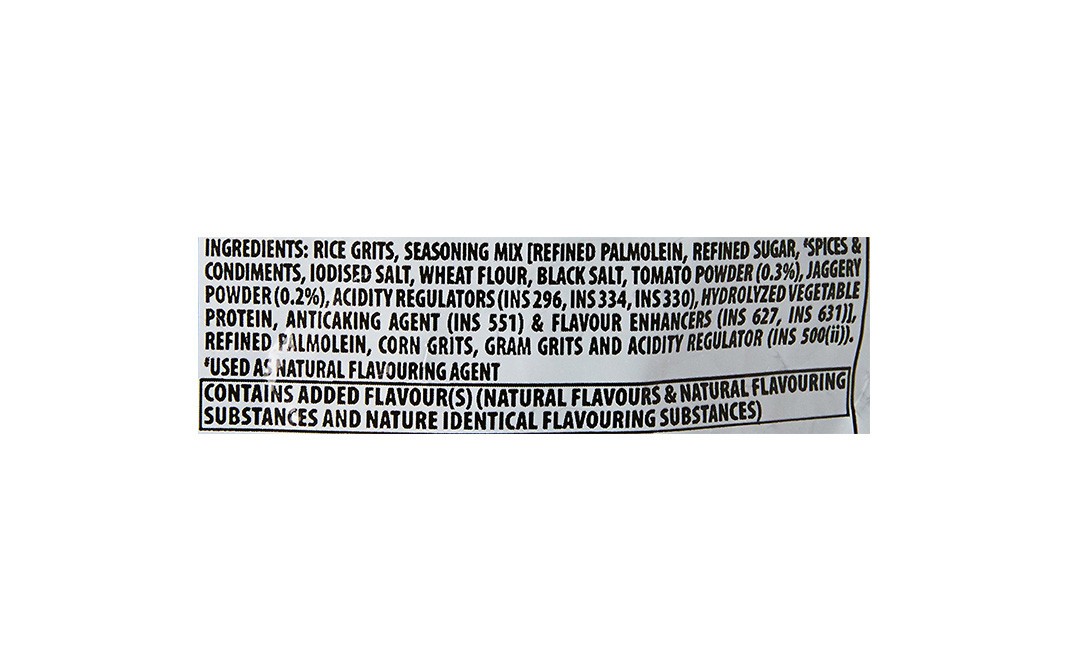 INGREDIENTS: RICE GRITS, SEASONING MIX [REFINED PALMOLEIN, REFINED SUGAR, #SPICES &
CONDIMENTS, IODISED SALT, WHEAT FLOUR, BLACK SALT, TOMATO POWDER (0.3%), JAGGERY
POWDER (0.2%), ACIDITY REGULATORS (INS 296, INS 334, INS 330), HYDROLYZED VEGETABLE
PROTEIN, ANTICAKING AGENT (INS 551) & FLAVOUR ENHANCERS (INS 627, INS 631)],
REFINED PALMOLEIN, CORN GRITS, GRAM GRITS AND ACIDITY REGULATOR (INS 500(ii)).
#USED AS NATURAL FLAVOURING AGENT
CONTAINS ADDED FLAVOUR(S) (NATURAL FLAVOURS & NATURAL FLAVOURING
SUBSTANCES AND NATURE IDENTICAL FLAVOURING SUBSTANCES)